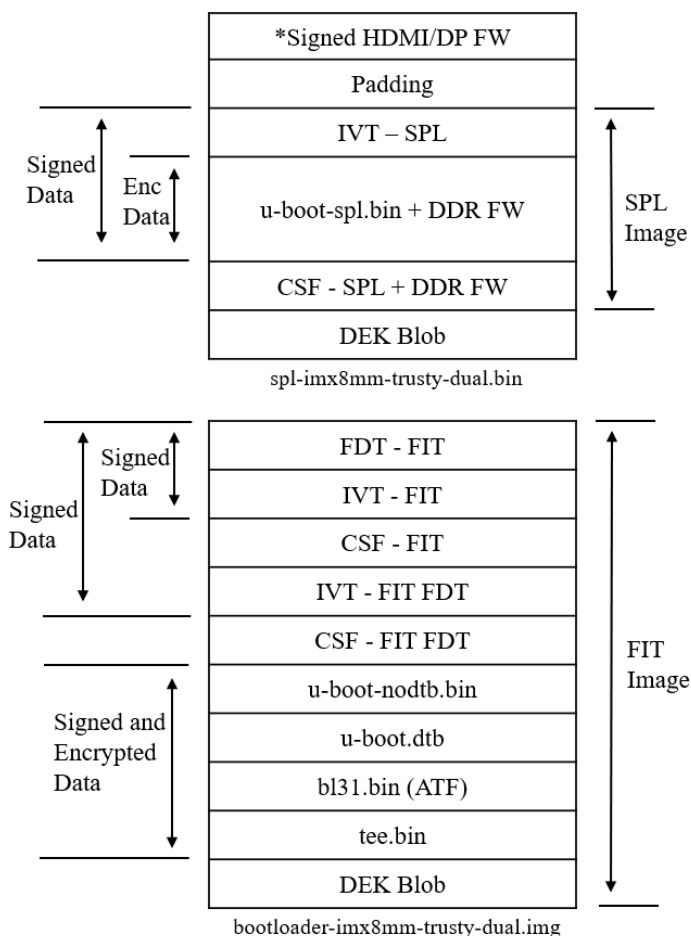 *Signed HDMI/DP FW
Padding
IVT – SPL
Signed
Data
Enc
Data
u-boot-spl.bin + DDR FW
SPL
Image
CSF - SPL + DDR FW
DEK Blob
spl-imx8mm-trusty-dual.bin
FDT - FIT
Signed
Data
IVT - FIT
Signed
Data
CSF - FIT
IVT - FIT FDT
CSF - FIT FDT
FIT
Image
u-boot-nodtb.bin
Signed and
Encrypted
Data
u-boot.dtb
bl31.bin (ATF)
tee.bin
DEK Blob
bootloader-imx8mm-trusty-dual.img